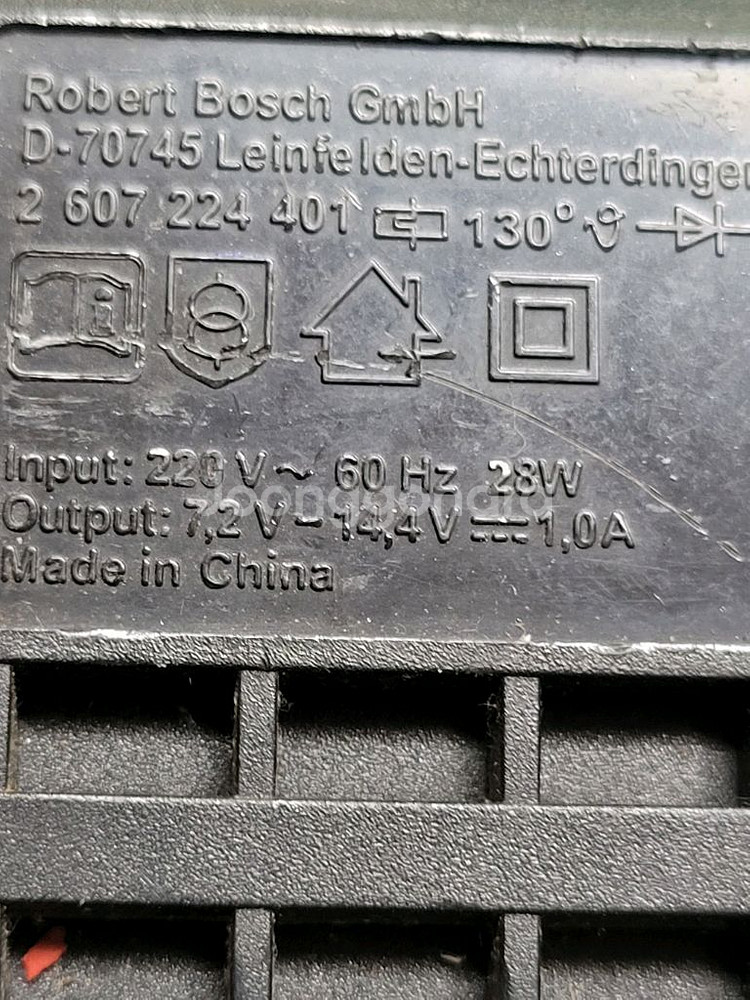 Robert Bosch GmbH
D-70745 Leinfelden-Echterdingen
2 607 224 401 130°
Input: 220 V ~ 60 Hz 28W
Joonggonara
Output: 7,2 V - 14,4 V ⎓ 1,0A
Made in China